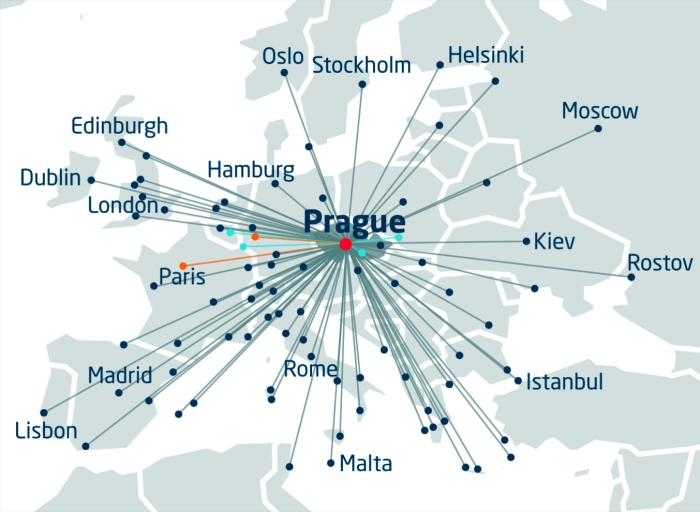 Oslo
Stockholm
Helsinki
Moscow
Edinburgh
Dublin
Hamburg
London
Prague
Kiev
Rostov
Paris
Rome
Madrid
Istanbul
Lisbon
Malta